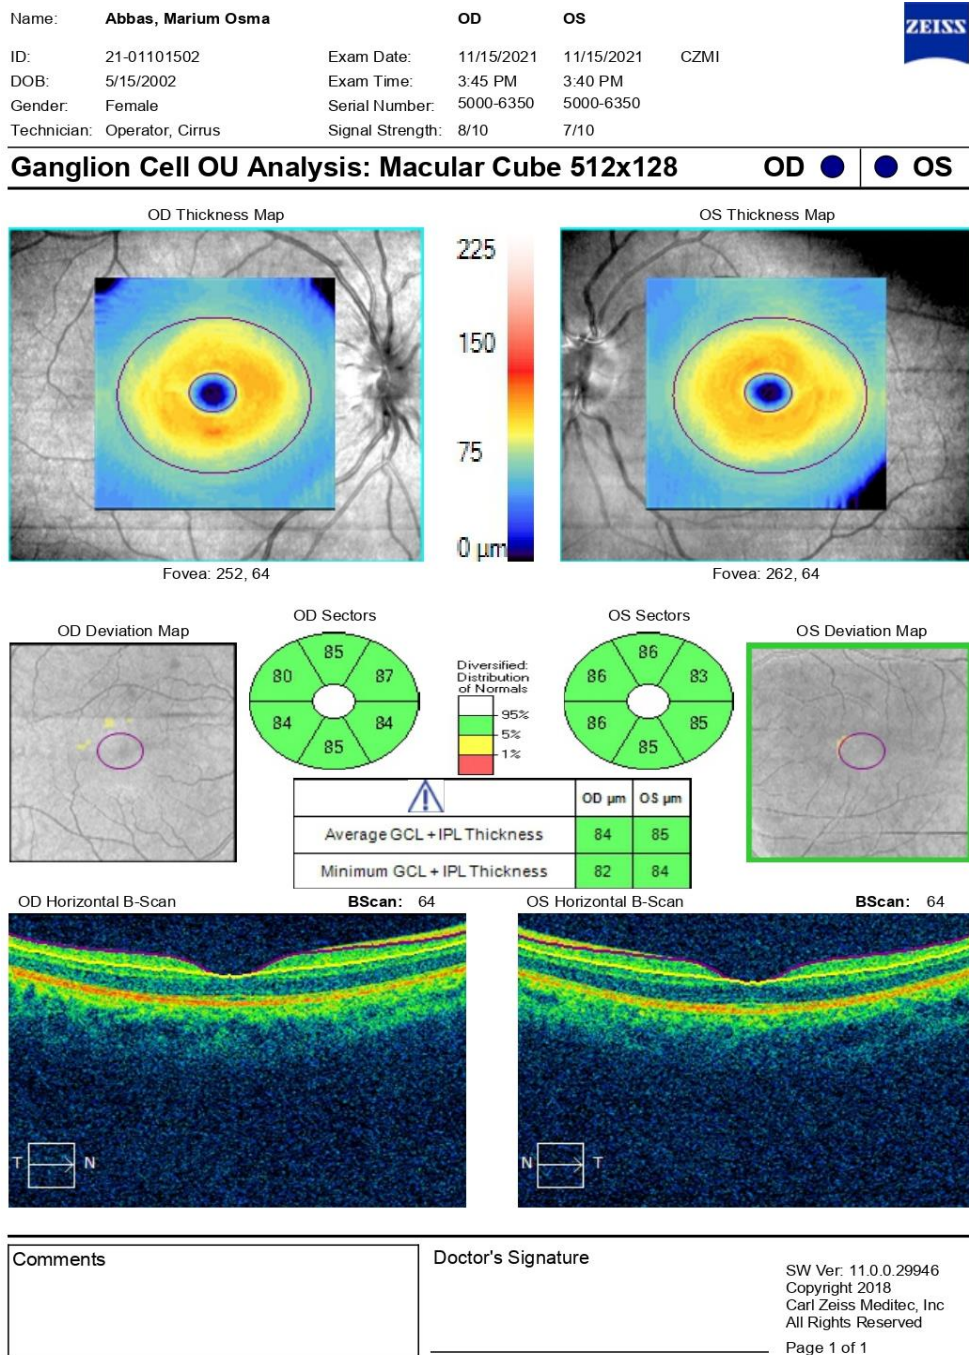 Name: Abbas, Marium Osma OD OS
ZEISS
ID: 21-01101502 Exam Date: 11/15/2021 11/15/2021 CZMI
DOB: 5/15/2002 Exam Time: 3:45 PM 3:40 PM
Gender: Female Serial Number: 5000-6350 5000-6350
Technician: Operator, Cirrus Signal Strength: 8/10 7/10
Ganglion Cell OU Analysis: Macular Cube 512x128 OD OS
OD Thickness Map OS Thickness Map
225
150
75
0 µm
Fovea: 252, 64 Fovea: 262, 64
OD Deviation Map OD Sectors OS Sectors OS Deviation Map
85
80 87
84 84
85
Diversified:
Distribution
of Normals
95%
5%
1%
86
86 83
86 85
85
OD µm OS µm
Average GCL + IPL Thickness 84 85
Minimum GCL + IPL Thickness 82 84
OD Horizontal B-Scan BScan: 64 OS Horizontal B-Scan BScan: 64
T N N T
Comments Doctor's Signature
SW Ver: 11.0.0.29946
Copyright 2018
Carl Zeiss Meditec, Inc
All Rights Reserved
Page 1 of 1